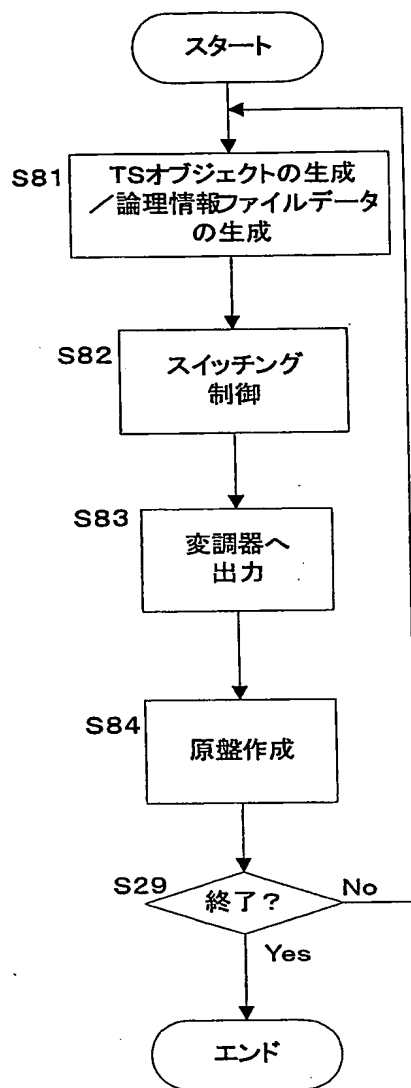 スタート
S81
TSオブジェクトの生成
／論理情報ファイルデータ
の生成
S82
スイッチング
制御
S83
変調器へ
出力
S84
原盤作成
S29
終了？
No
Yes
エンド